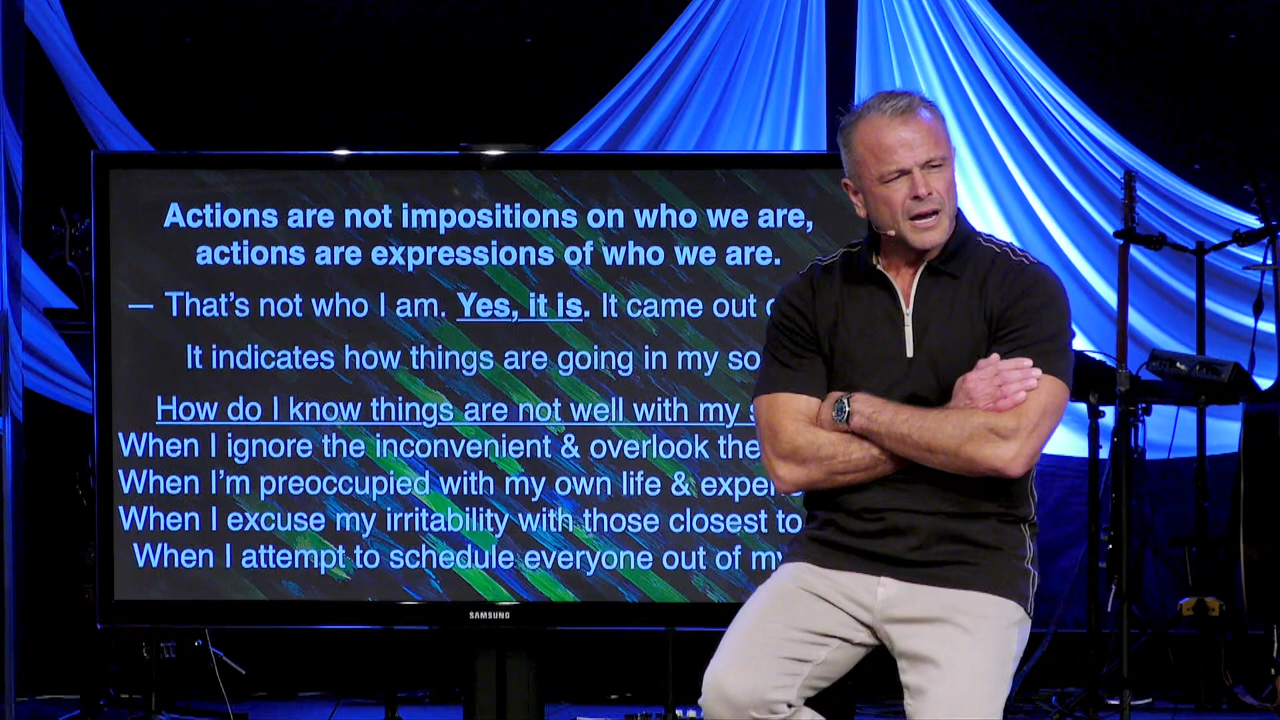 Actions are not impositions on who we are,
actions are expressions of who we are.
— That's not who I am. Yes, it is. It came out
It indicates how things are going in my
How do I know things are not well with my
When I ignore the inconvenient & overlook the
When I'm preoccupied with my own life &
When I excuse my irritability with those closest to
When I attempt to schedule everyone out of
SAMSUNG